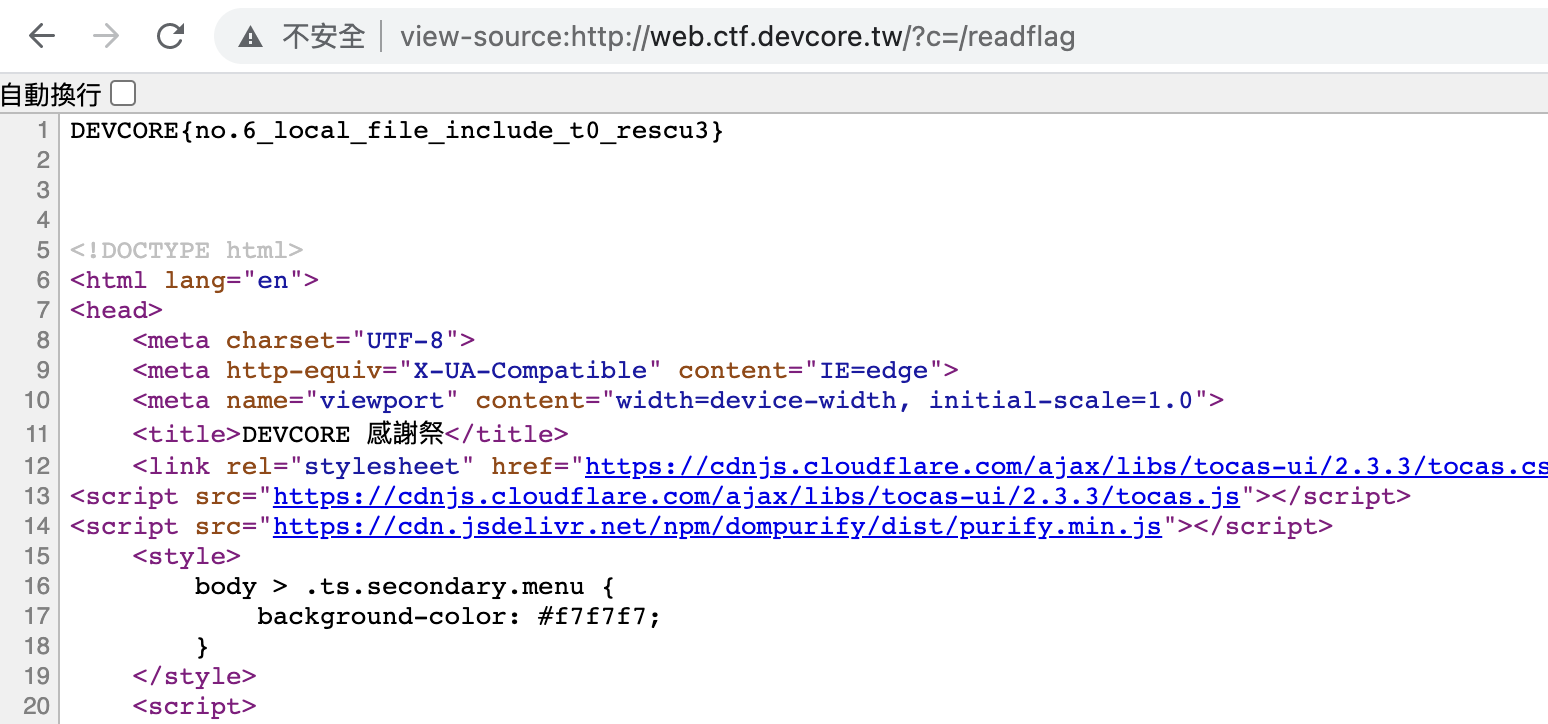 不安全 view-source:http://web.ctf.devcore.tw/?c=/readflag
自動換行
1 DEVCORE{no.6_local_file_include_t0_rescu3}
2
3
4
5 <!DOCTYPE html>
6 <html lang="en">
7 <head>
8 <meta charset="UTF-8">
9 <meta http-equiv="X-UA-Compatible" content="IE=edge">
10 <meta name="viewport" content="width=device-width, initial-scale=1.0">
11 <title>DEVCORE 感謝祭</title>
12 <link rel="stylesheet" href="https://cdnjs.cloudflare.com/ajax/libs/tocas-ui/2.3.3/tocas.cs
13 <script src="https://cdnjs.cloudflare.com/ajax/libs/tocas-ui/2.3.3/tocas.js"></script>
14 <script src="https://cdn.jsdelivr.net/npm/dompurify/dist/purify.min.js"></script>
15 <style>
16 body > .ts.secondary.menu {
17 background-color: #f7f7f7;
18 }
19 </style>
20 <script>